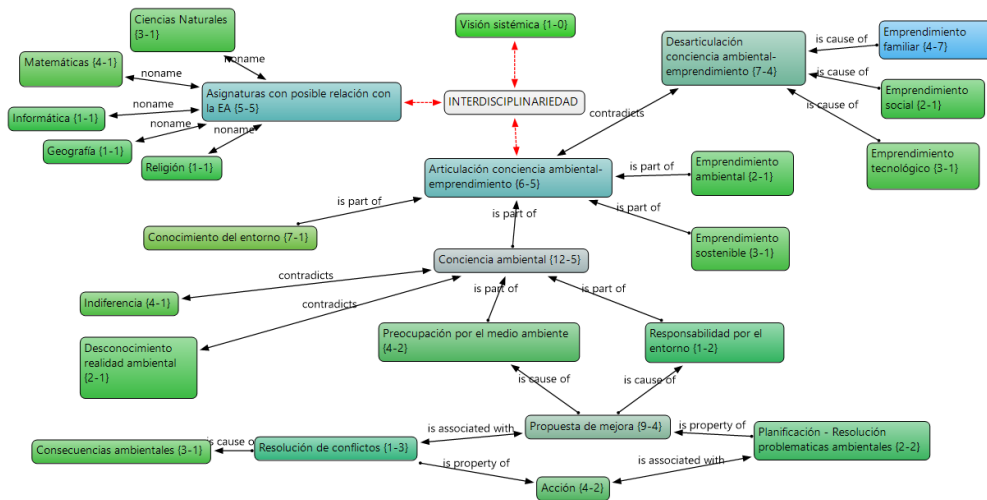 Ciencias Naturales
{3-1}
Visión sistémica {1-0}
Desarticulación
conciencia ambiental-
emprendimiento {7-4}
is cause of
Emprendimiento
familiar {4-7}
Matemáticas {4-1}
noname
noname
Asignaturas con posible relación con
la EA {5-5}
INTERDISCIPLINARIEDAD
is cause of
Emprendimiento
social {2-1}
is cause of
contradicts
Informática {1-1}
noname
noname
noname
Geografía {1-1}
Religión {1-1}
Articulación conciencia ambiental-
emprendimiento {6-5}
is part of
Emprendimiento
ambiental {2-1}
Emprendimiento
tecnológico {3-1}
is part of
is part of
is part of
Conocimiento del entorno {7-1}
Emprendimiento
sostenible {3-1}
Conciencia ambiental {12-5}
contradicts
contradicts
is part of
is part of
Indiferencia {4-1}
Desconocimiento
realidad ambiental
{2-1}
Preocupación por el medio ambiente
{4-2}
Responsabilidad por el
entorno {1-2}
is cause of
is cause of
Propuesta de mejora {9-4}
is associated with
is property of
Planificación - Resolución
problematicas ambientales {2-2}
Consecuencias ambientales {3-1}
is cause of
Resolución de conflictos {1-3}
is property of
is associated with
Acción {4-2}